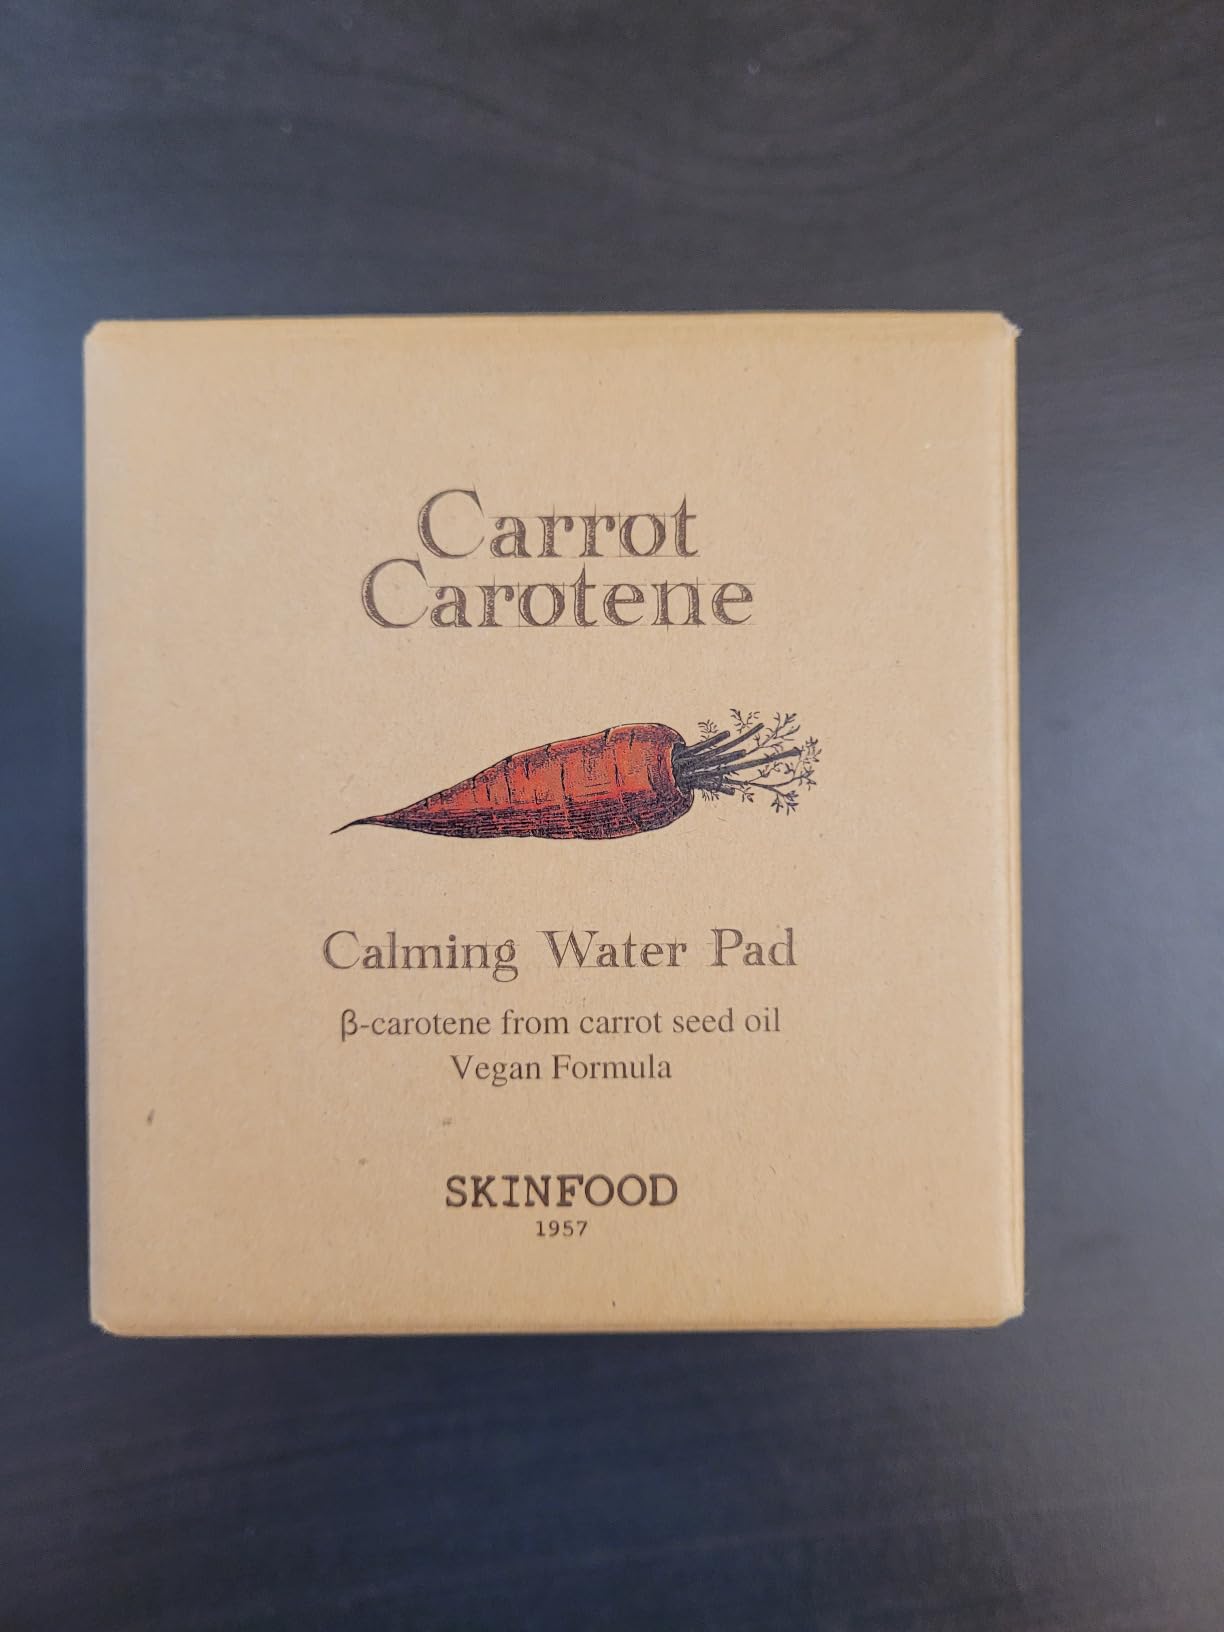 Carrot
Carotene
Calming Water Pad
β-carotene from carrot seed oil
Vegan Formula
SKINFOOD
1957